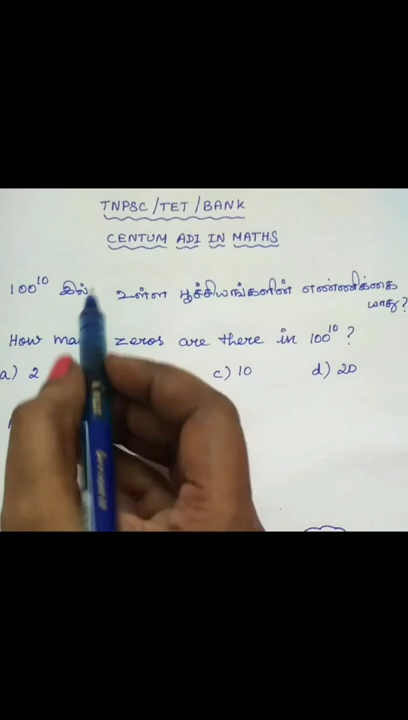 TNPSC/TET/BANK
CENTUM ADI IN MATHS
100¹⁰ இல் உள்ள பூச்சியங்களின் எண்ணிக்கை
யாது?
How ma zeros are there in 100¹⁰?
a) 2 c) 10 d) 20